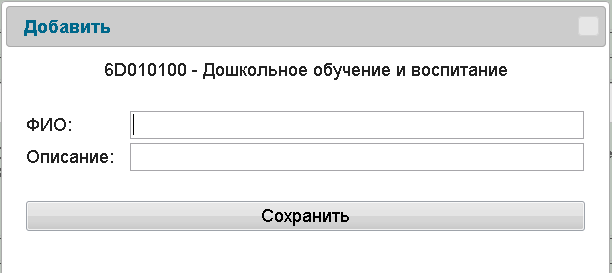 Добавить
6D010100 - Дошкольное обучение и воспитание
ФИО:
Описание:
Сохранить